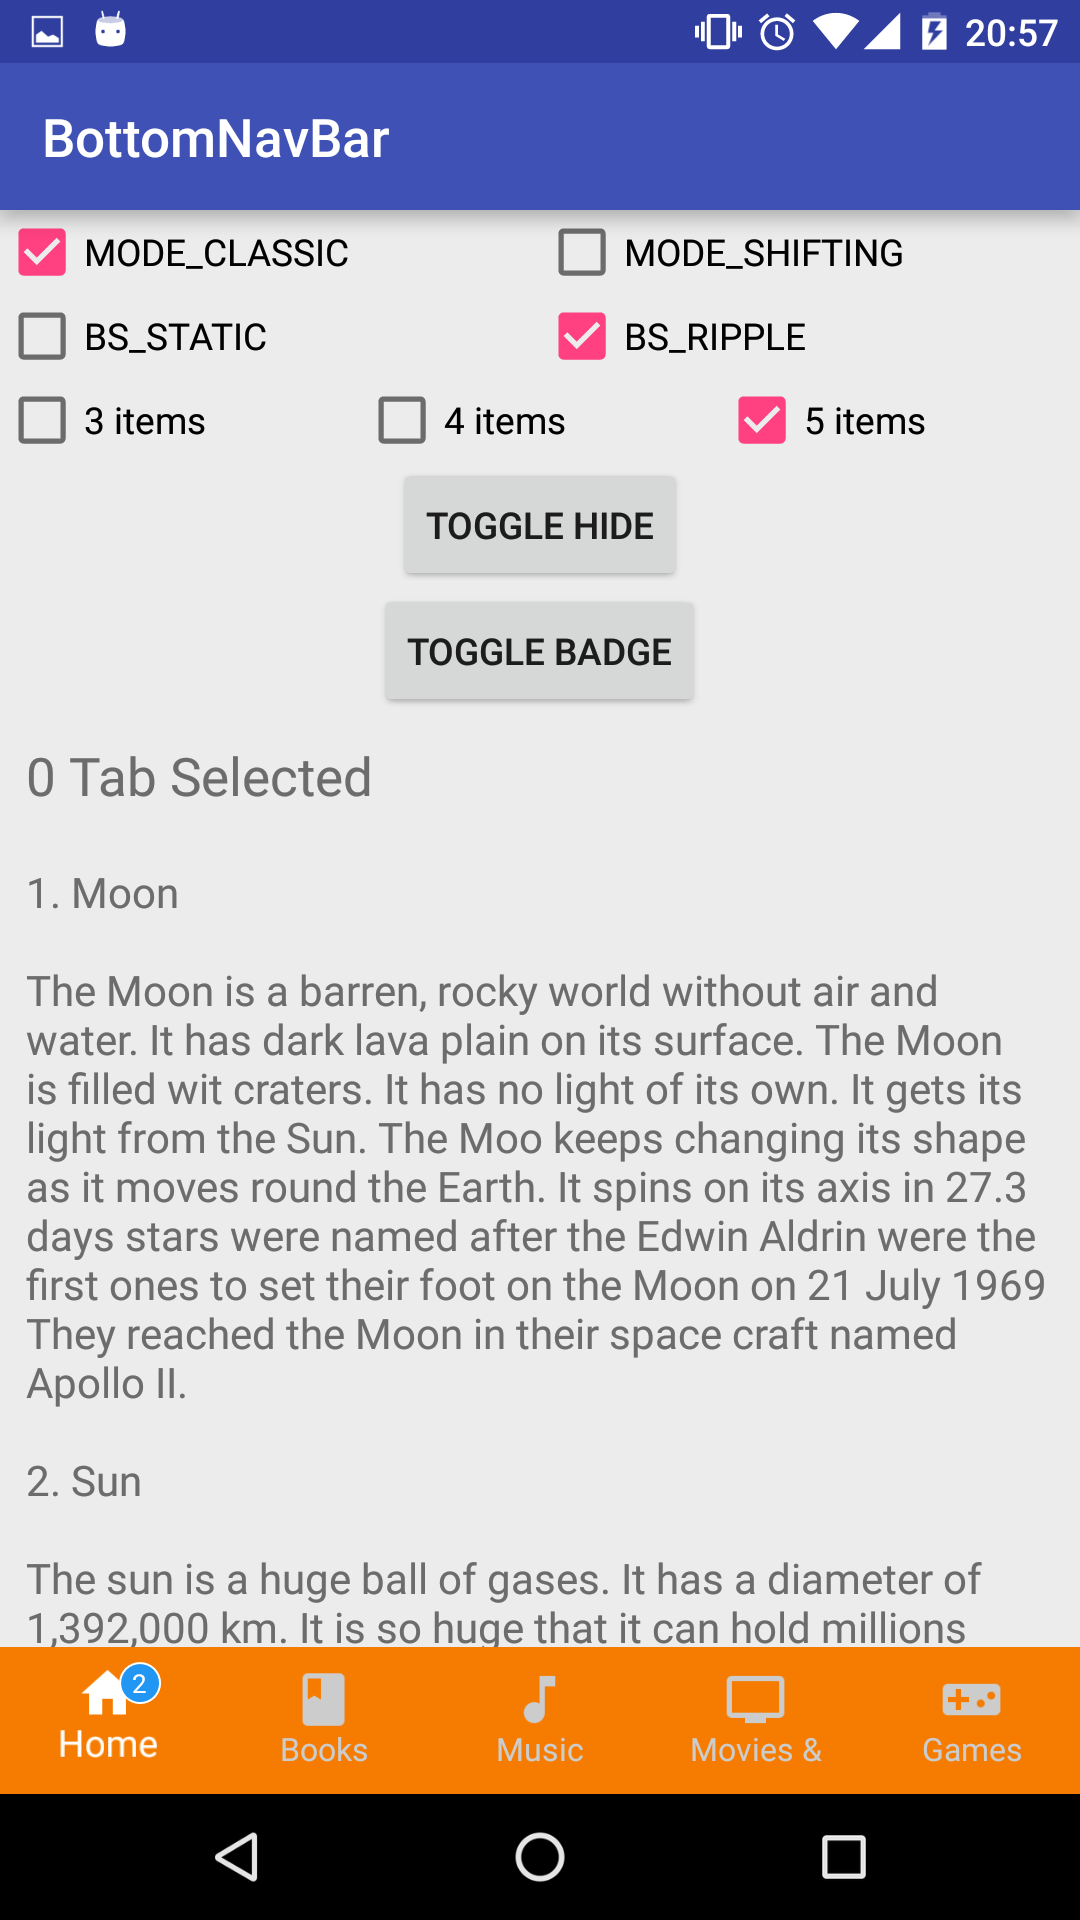 20:57
BottomNavBar
MODE_CLASSIC MODE_SHIFTING
BS_STATIC BS_RIPPLE
3 items 4 items 5 items
TOGGLE HIDE
TOGGLE BADGE
0 Tab Selected
1. Moon
The Moon is a barren, rocky world without air and
water. It has dark lava plain on its surface. The Moon
is filled wit craters. It has no light of its own. It gets its
light from the Sun. The Moo keeps changing its shape
as it moves round the Earth. It spins on its axis in 27.3
days stars were named after the Edwin Aldrin were the
first ones to set their foot on the Moon on 21 July 1969
They reached the Moon in their space craft named
Apollo II.
2. Sun
The sun is a huge ball of gases. It has a diameter of
1,392,000 km. It is so huge that it can hold millions
2
Home Books Music Movies & Games